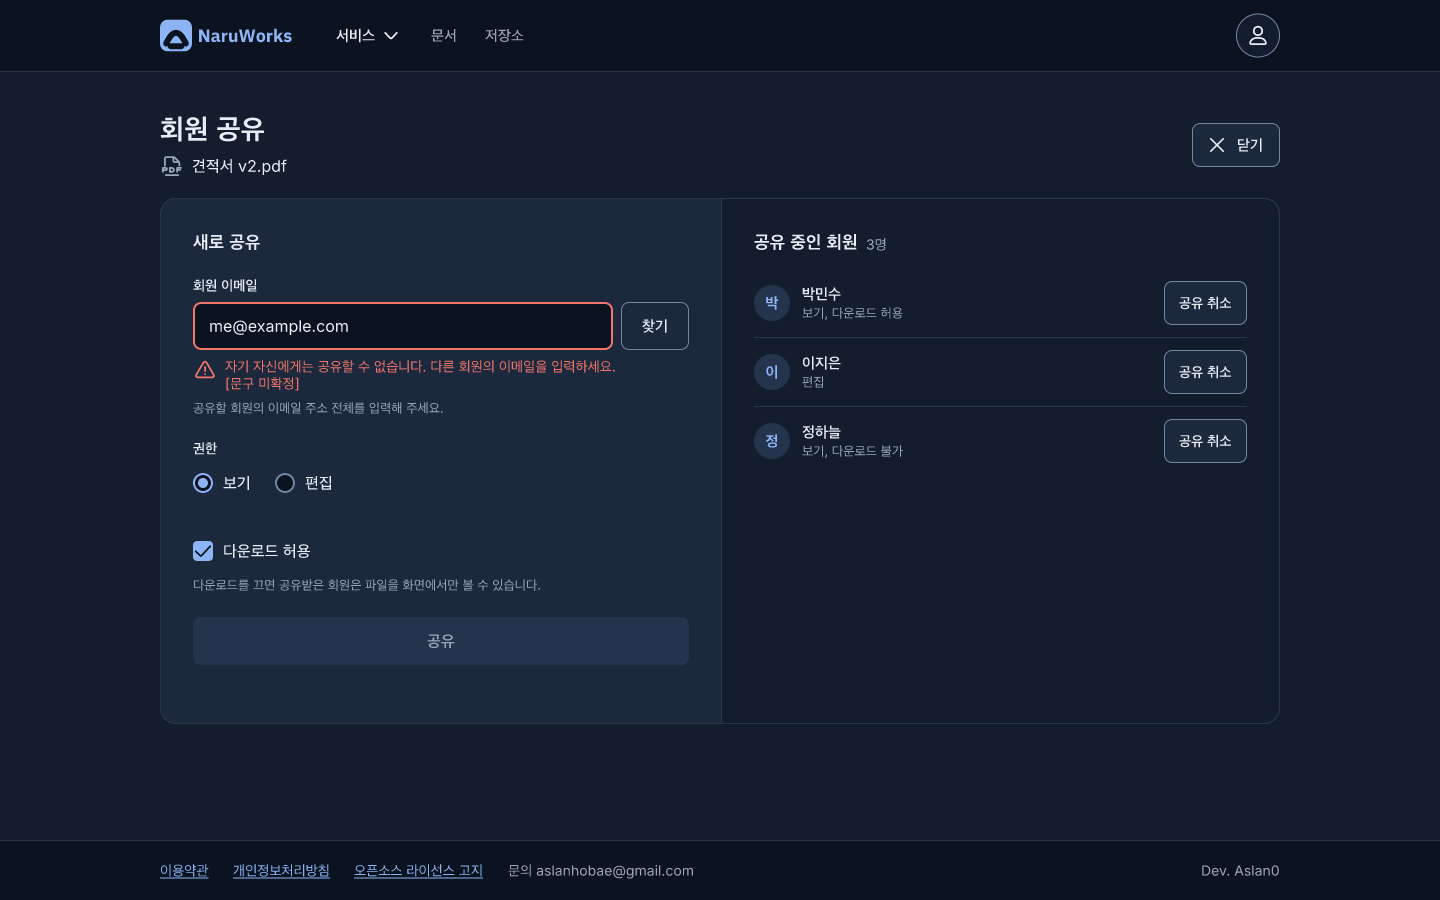 NaruWorks
서비스
문서
저장소
회원 공유
PDF
견적서 v2.pdf
닫기
새로 공유
회원 이메일
me@example.com
찾기
자기 자신에게는 공유할 수 없습니다. 다른 회원의 이메일을 입력하세요.
[문구 미확정]
공유할 회원의 이메일 주소 전체를 입력해 주세요.
권한
보기
편집
다운로드 허용
다운로드를 끄면 공유받은 회원은 파일을 화면에서만 볼 수 있습니다.
공유
공유 중인 회원 3명
박
박민수
보기, 다운로드 허용
공유 취소
이
이지은
편집
공유 취소
정
정하늘
보기, 다운로드 불가
공유 취소
이용약관
개인정보처리방침
오픈소스 라이선스 고지
문의 aslanhobae@gmail.com
Dev. Aslan0